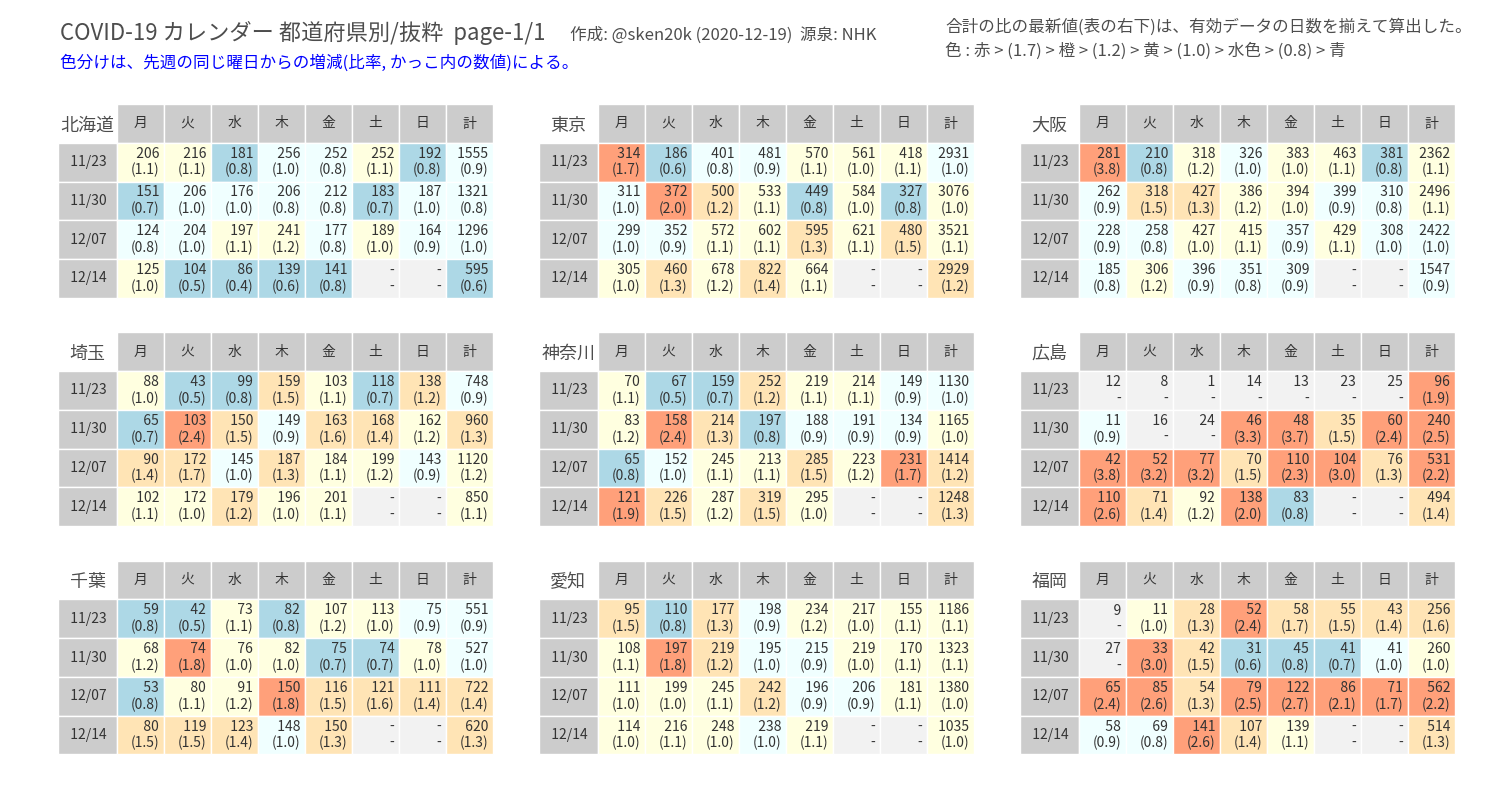 COVID-19 カレンダー 都道府県別/抜粋 page-1/1 作成: @sken20k (2020-12-19) 源泉: NHK
色分けは、先週の同じ曜日からの増減(比率, かっこ内の数値)による。
合計の比の最新値(表の右下)は、有効データの日数を揃えて算出した。
色 : 赤 > (1.7) > 橙 > (1.2) > 黄 > (1.0) > 水色 > (0.8) > 青
北海道 月 火 水 木 金 土 日 計
11/23 206 216 181 256 252 252 192 1555
(1.1) (1.1) (0.8) (1.0) (0.8) (1.1) (0.8) (0.9)
11/30 151 206 176 206 212 183 187 1321
(0.7) (1.0) (1.0) (0.8) (0.8) (0.7) (1.0) (0.8)
12/07 124 204 197 241 177 189 164 1296
(0.8) (1.0) (1.1) (1.2) (0.8) (1.0) (0.9) (1.0)
12/14 125 104 86 139 141 - - 595
(1.0) (0.5) (0.4) (0.6) (0.8) - - (0.6)
東京 月 火 水 木 金 土 日 計
11/23 314 186 401 481 570 561 418 2931
(1.7) (0.6) (0.8) (0.9) (1.1) (1.0) (1.1) (1.0)
11/30 311 372 500 533 449 584 327 3076
(1.0) (2.0) (1.2) (1.1) (0.8) (1.0) (0.8) (1.0)
12/07 299 352 572 602 595 621 480 3521
(1.0) (0.9) (1.1) (1.1) (1.3) (1.1) (1.5) (1.1)
12/14 305 460 678 822 664 - - 2929
(1.0) (1.3) (1.2) (1.4) (1.1) - - (1.2)
大阪 月 火 水 木 金 土 日 計
11/23 281 210 318 326 383 463 381 2362
(3.8) (0.8) (1.2) (1.0) (1.0) (1.1) (0.8) (1.1)
11/30 262 318 427 386 394 399 310 2496
(0.9) (1.5) (1.3) (1.2) (1.0) (0.9) (0.8) (1.1)
12/07 228 258 427 415 357 429 308 2422
(0.9) (0.8) (1.0) (1.1) (0.9) (1.1) (1.0) (1.0)
12/14 185 306 396 351 309 - - 1547
(0.8) (1.2) (0.9) (0.8) (0.9) - - (0.9)
埼玉 月 火 水 木 金 土 日 計
11/23 88 43 99 159 103 118 138 748
(1.0) (0.5) (0.8) (1.5) (1.1) (0.7) (1.2) (0.9)
11/30 65 103 150 149 163 168 162 960
(0.7) (2.4) (1.5) (0.9) (1.6) (1.4) (1.2) (1.3)
12/07 90 172 145 187 184 199 143 1120
(1.4) (1.7) (1.0) (1.3) (1.1) (1.2) (0.9) (1.2)
12/14 102 172 179 196 201 - - 850
(1.1) (1.0) (1.2) (1.0) (1.1) - - (1.1)
神奈川 月 火 水 木 金 土 日 計
11/23 70 67 159 252 219 214 149 1130
(1.1) (0.5) (0.7) (1.2) (1.1) (1.1) (0.9) (1.0)
11/30 83 158 214 197 188 191 134 1165
(1.2) (2.4) (1.3) (0.8) (0.9) (0.9) (0.9) (1.0)
12/07 65 152 245 213 285 223 231 1414
(0.8) (1.0) (1.1) (1.1) (1.5) (1.2) (1.7) (1.2)
12/14 121 226 287 319 295 - - 1248
(1.9) (1.5) (1.2) (1.5) (1.0) - - (1.3)
広島 月 火 水 木 金 土 日 計
11/23 12 8 1 14 13 23 25 96
- - - - - - - (1.9)
11/30 11 16 24 46 48 35 60 240
(0.9) - - (3.3) (3.7) (1.5) (2.4) (2.5)
12/07 42 52 77 70 110 104 76 531
(3.8) (3.2) (3.2) (1.5) (2.3) (3.0) (1.3) (2.2)
12/14 110 71 92 138 83 - - 494
(2.6) (1.4) (1.2) (2.0) (0.8) - - (1.4)
千葉 月 火 水 木 金 土 日 計
11/23 59 42 73 82 107 113 75 551
(0.8) (0.5) (1.1) (0.8) (1.2) (1.0) (0.9) (0.9)
11/30 68 74 76 82 75 74 78 527
(1.2) (1.8) (1.0) (1.0) (0.7) (0.7) (1.0) (1.0)
12/07 53 80 91 150 116 121 111 722
(0.8) (1.1) (1.2) (1.8) (1.5) (1.6) (1.4) (1.4)
12/14 80 119 123 148 150 - - 620
(1.5) (1.5) (1.4) (1.0) (1.3) - - (1.3)
愛知 月 火 水 木 金 土 日 計
11/23 95 110 177 198 234 217 155 1186
(1.5) (0.8) (1.3) (0.9) (1.2) (1.0) (1.1) (1.1)
11/30 108 197 219 195 215 219 170 1323
(1.1) (1.8) (1.2) (1.0) (0.9) (1.0) (1.1) (1.1)
12/07 111 199 245 242 196 206 181 1380
(1.0) (1.0) (1.1) (1.2) (0.9) (0.9) (1.1) (1.0)
12/14 114 216 248 238 219 - - 1035
(1.0) (1.1) (1.0) (1.0) (1.1) - - (1.0)
福岡 月 火 水 木 金 土 日 計
11/23 9 11 28 52 58 55 43 256
- (1.0) (1.3) (2.4) (1.7) (1.5) (1.4) (1.6)
11/30 27 33 42 31 45 41 41 260
- (3.0) (1.5) (0.6) (0.8) (0.7) (1.0) (1.0)
12/07 65 85 54 79 122 86 71 562
(2.4) (2.6) (1.3) (2.5) (2.7) (2.1) (1.7) (2.2)
12/14 58 69 141 107 139 - - 514
(0.9) (0.8) (2.6) (1.4) (1.1) - - (1.3)